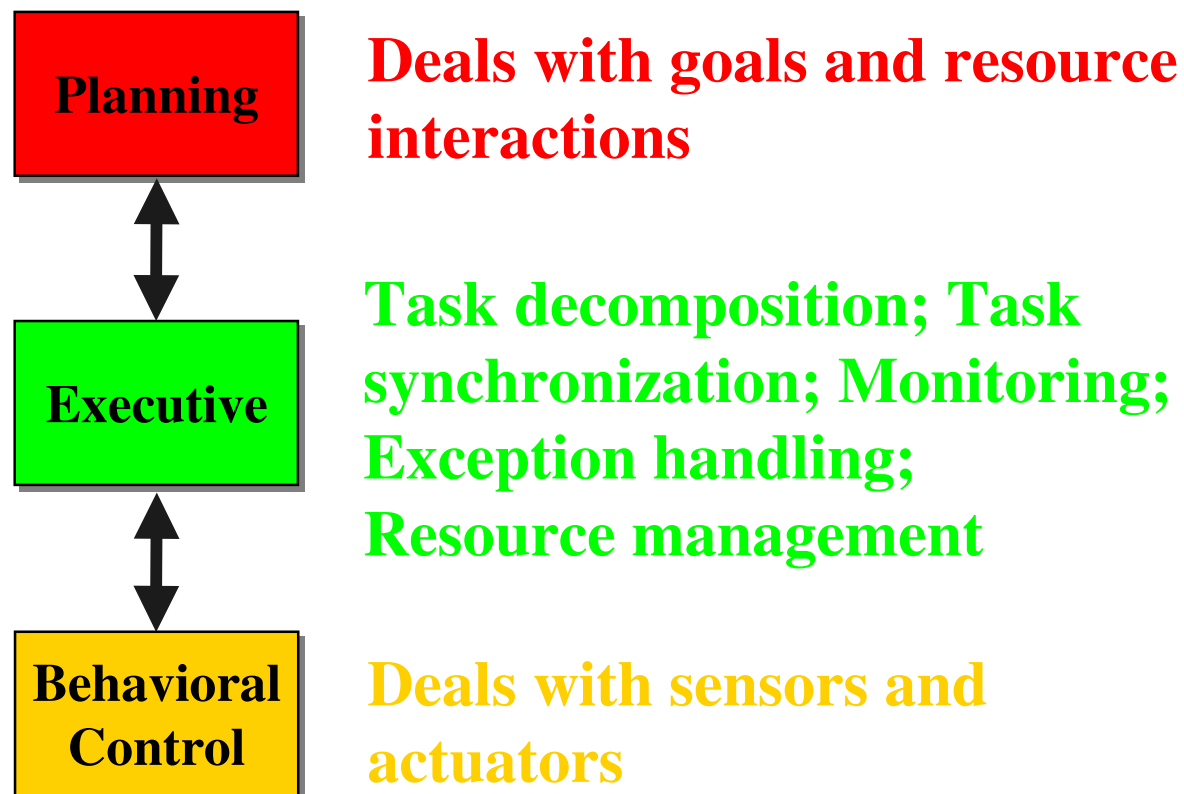 Planning
Deals with goals and resource
interactions
Executive
Task decomposition; Task
synchronization; Monitoring;
Exception handling;
Resource management
Behavioral
Control
Deals with sensors and
actuators